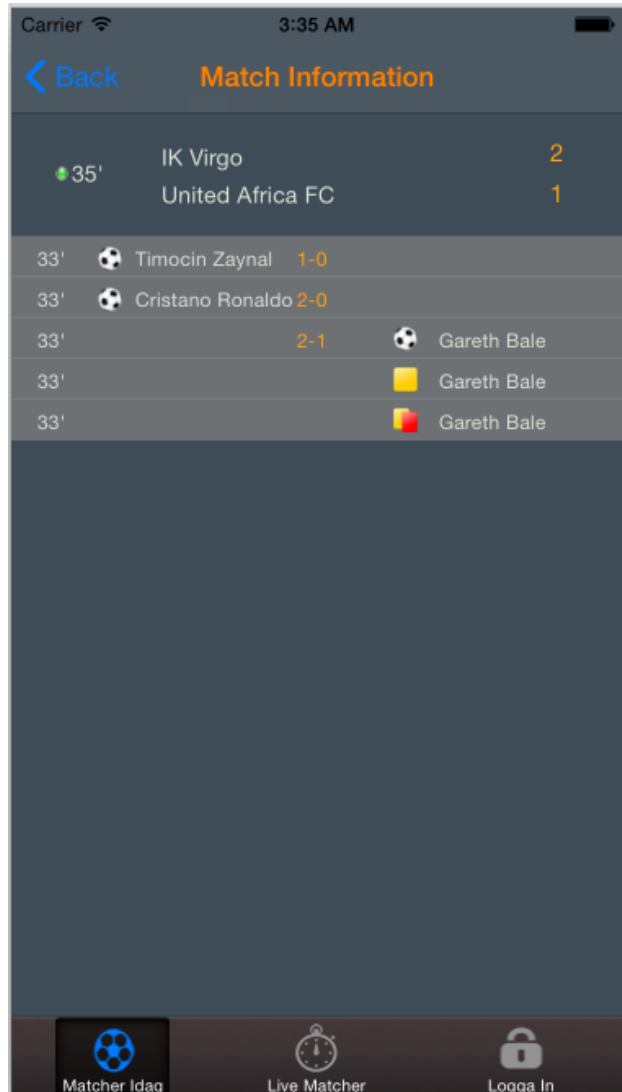 Carrier 3:35 AM
Back Match Information
35' IK Virgo 2
United Africa FC 1
33' Timocin Zaynal 1-0
33' Cristano Ronaldo 2-0
33' 2-1 Gareth Bale
33' Gareth Bale
33' Gareth Bale
Matcher Idag Live Matcher Logga In